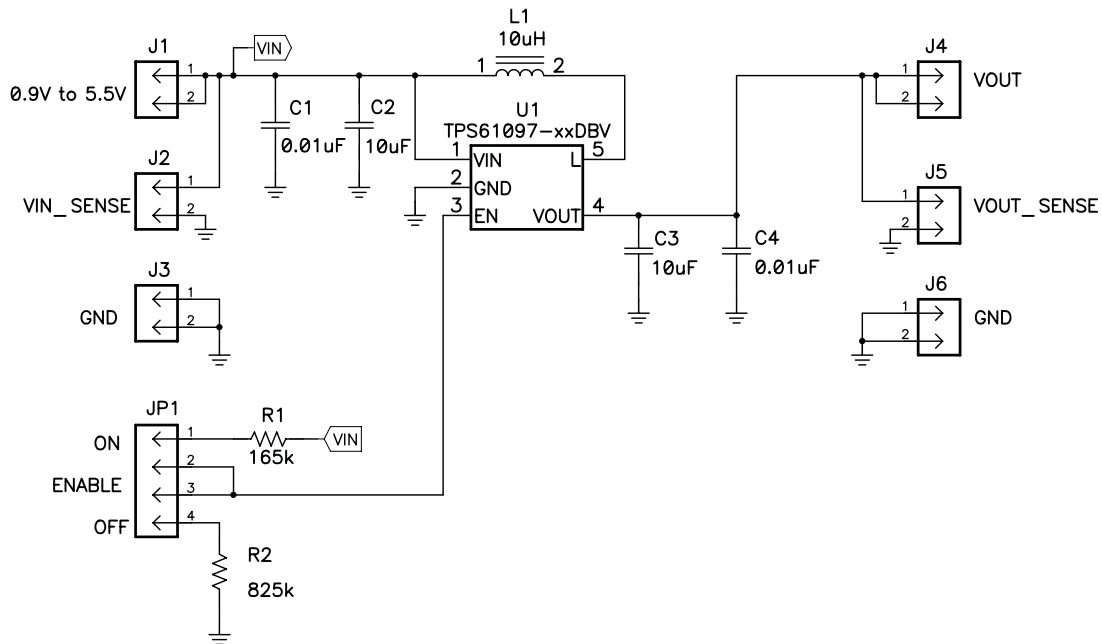 L1
10uH
1 2
VIN
J1
0.9V to 5.5V
1
2
C1
0.01uF
C2
10uF
U1
TPS61097-xxDBV
1 VIN
2 GND
3 EN
L 5
VOUT 4
J4
1
2
VOUT
J2
VIN_SENSE
1
2
J5
1
2
VOUT_SENSE
C3
10uF
C4
0.01uF
J3
GND
1
2
J6
1
2
GND
JP1
ON
ENABLE
OFF
1
2
3
4
R1
165k
VIN
R2
825k